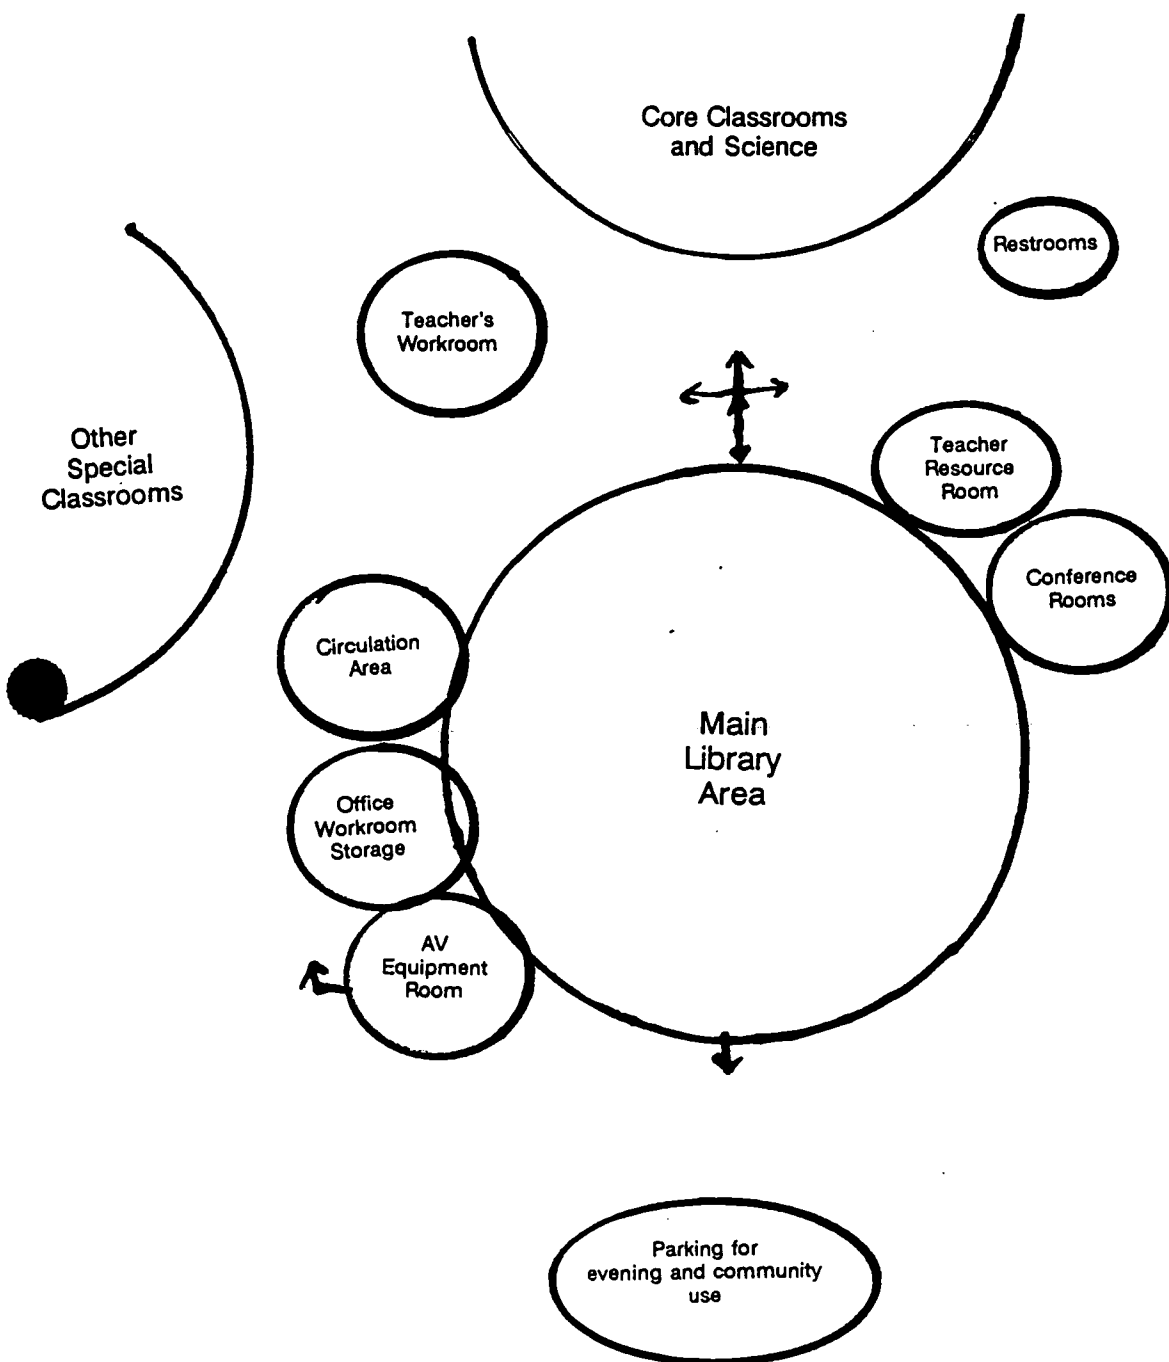 Core Classrooms
and Science
Restrooms
Teacher's
Workroom
Other
Special
Classrooms
Teacher
Resource
Room
Conference
Rooms
Circulation
Area
Main
Library
Area
Office
Workroom
Storage
AV
Equipment
Room
Parking for
evening and community
use